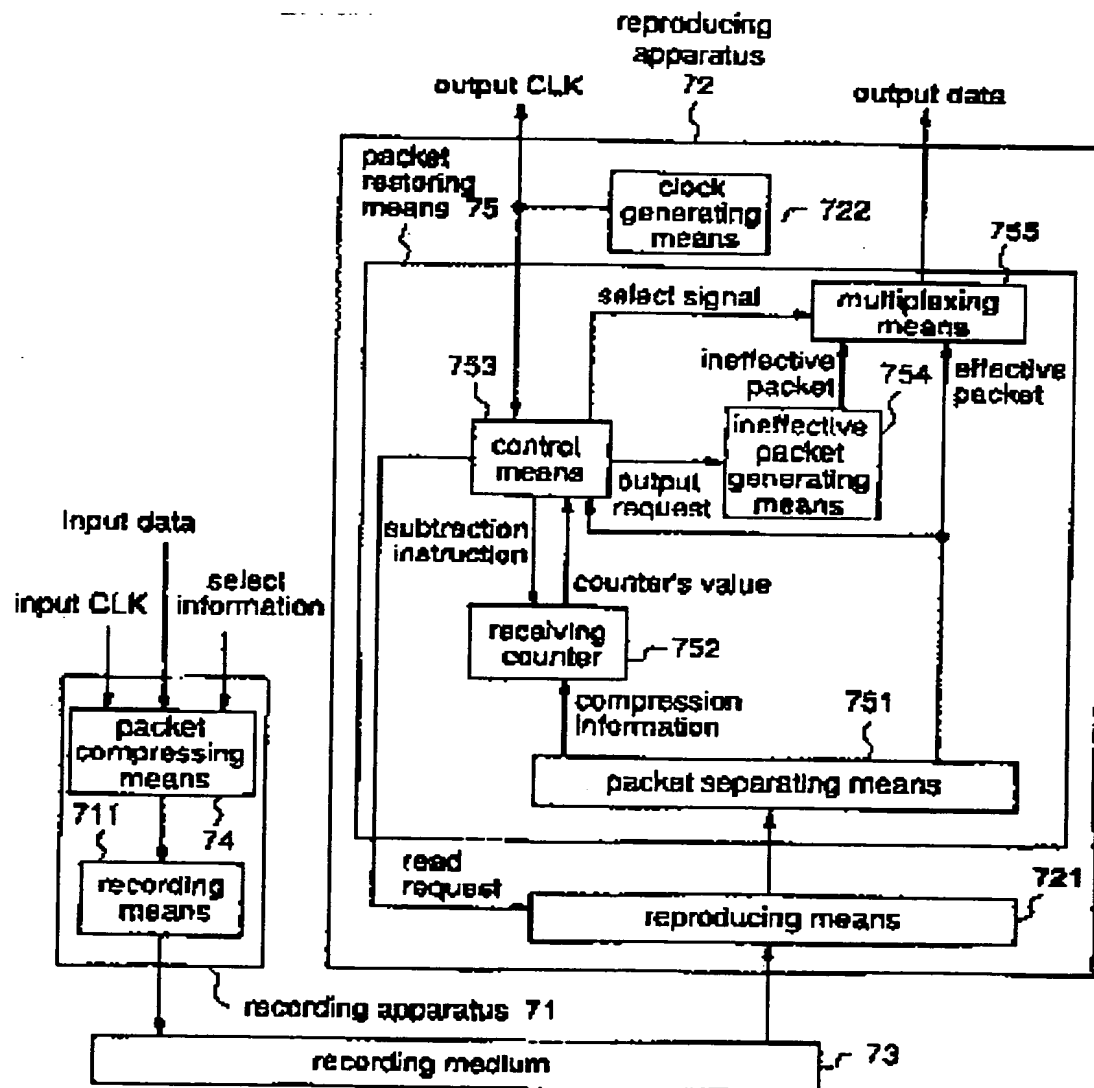 reproducing
apparatus
72
output CLK
output data
packet
restoring
means 75
clock
generating
means
722
755
select signal
multiplexing
means
753
ineffective
packet
754
effective
packet
control
means
ineffective
packet
generating
means
output
request
subtraction
instruction
counter's value
Input data
input CLK
select
information
receiving
counter
752
compression
information
751
packet
compressing
means
packet separating means
711
74
read
request
721
recording
means
reproducing means
recording apparatus 71
recording medium
73